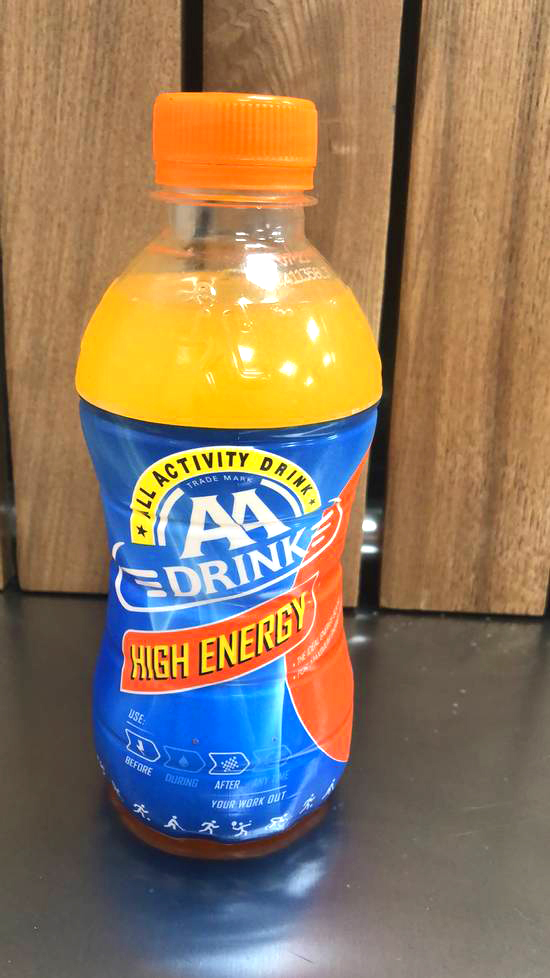 ALL ACTIVITY DRINK
TRADE MARK
AA
DRINK
HIGH ENERGY
USE:
BEFORE
DURING
AFTER
ANY TIME
YOUR WORK OUT